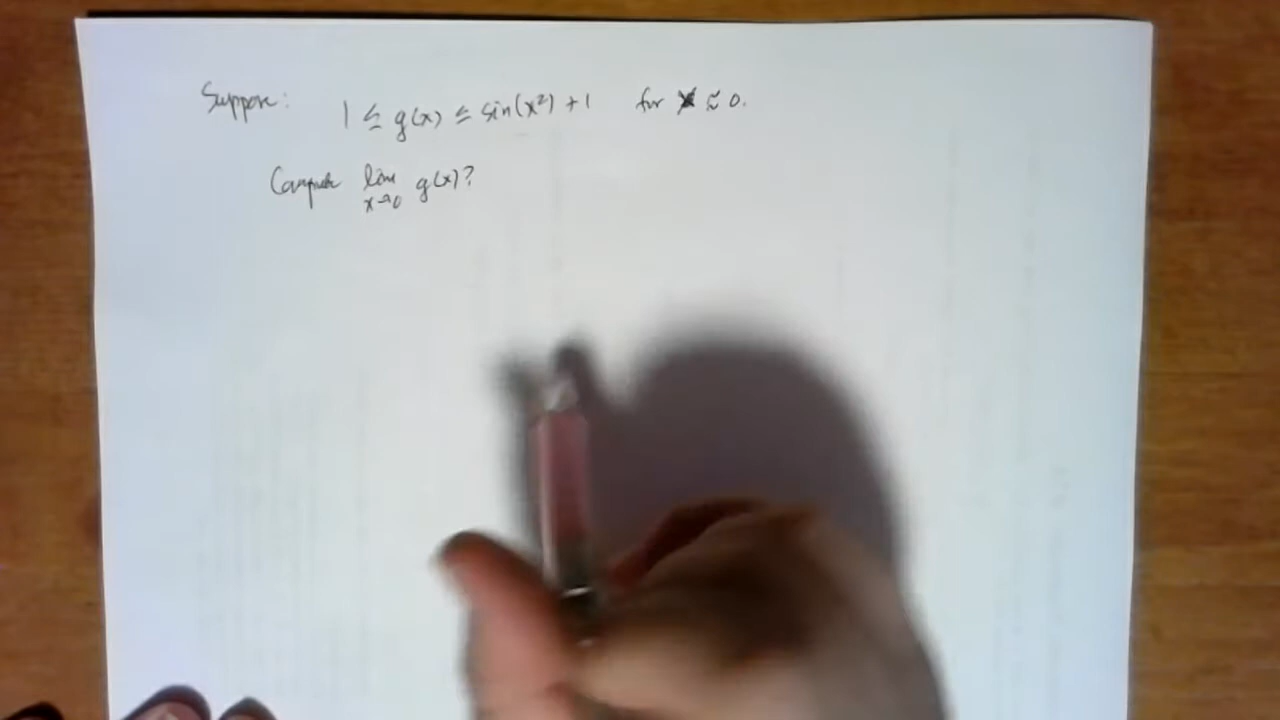 Suppose: 1 ≤ g(x) ≤ sin(x²) + 1 for x ≈ 0.
Compute lim x→0 g(x)?